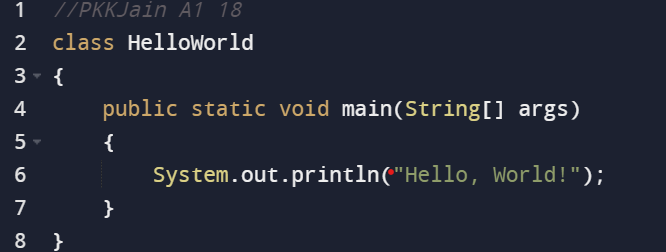 1 //PKKJain A1 18
2 class HelloWorld
3 {
4 public static void main(String[] args)
5 {
6 System.out.println("Hello, World!");
7 }
8 }